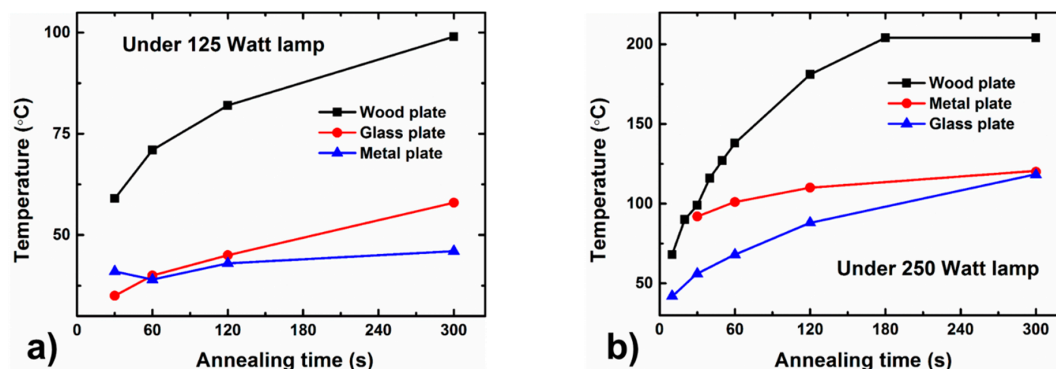 Under 125 Watt lamp
Wood plate
Glass plate
Metal plate
Temperature (°C)
100
75
50
0
60
120
180
240
300
Annealing time (s)
a)
Wood plate
Metal plate
Glass plate
Under 250 Watt lamp
Temperature (°C)
200
150
100
50
0
60
120
180
240
300
Annealing time (s)
b)